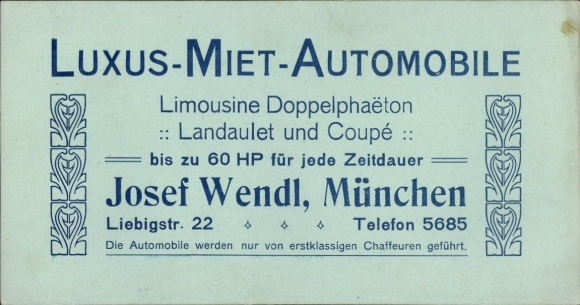 LUXUS-MIET-AUTOMOBILE
Limousine Doppelphaëton
:: Landaulet und Coupé ::
bis zu 60 HP für jede Zeitdauer
Josef Wendl, München
Liebigstr. 22 Telefon 5685
Die Automobile werden nur von erstklassigen Chaffeuren geführt.